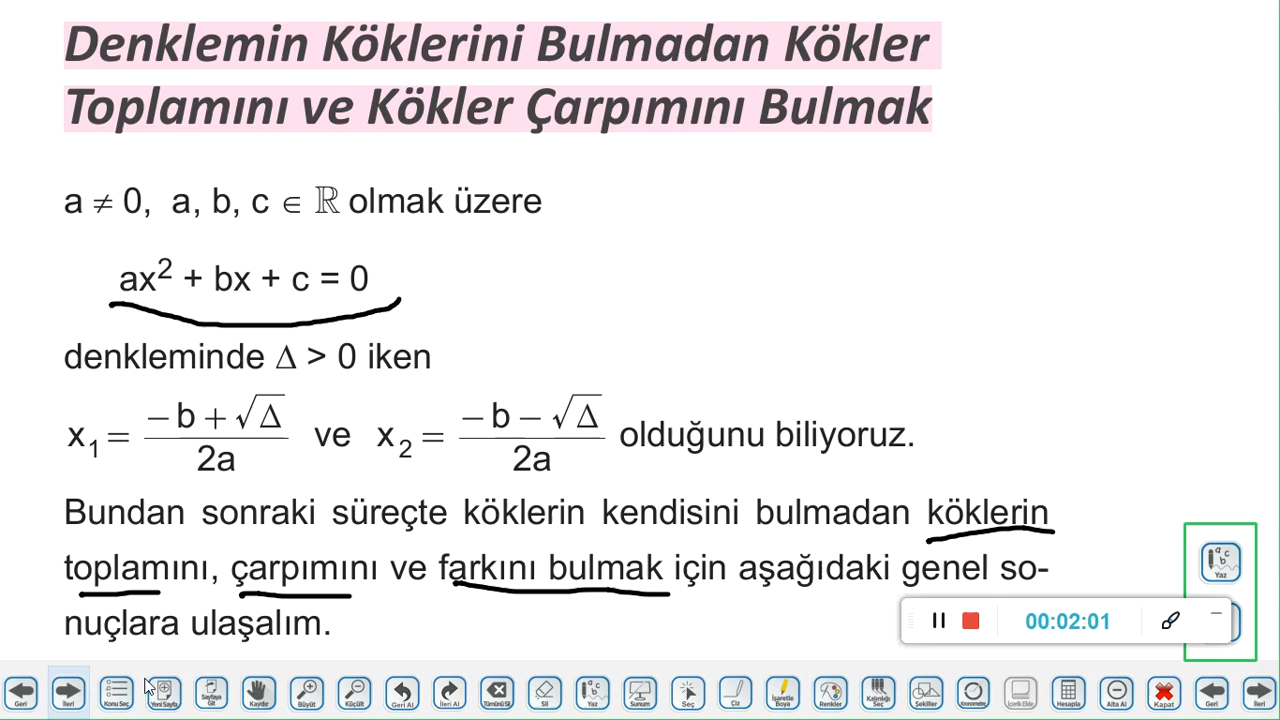 Denklemin Köklerini Bulmadan Kökler
Toplamını ve Kökler Çarpımını Bulmak
a ≠ 0, a, b, c ∈ ℝ olmak üzere
ax² + bx + c = 0
denkleminde Δ > 0 iken
x₁ = (−b + √Δ)/2a ve x₂ = (−b − √Δ)/2a olduğunu biliyoruz.
Bundan sonraki süreçte köklerin kendisini bulmadan köklerin
toplamını, çarpımını ve farkını bulmak için aşağıdaki genel so-
nuçlara ulaşalım.
a c
b
Yaz
00:02:01
Geri İleri Konu Seç Yeni Sayfa Sayfaya Git Kaydır Büyüt Küçült Geri Al İleri Al Tümünü Sil Sil Yaz Sunum Seç Çiz İşaretle Boya Renkler Kalınlığı Seç Şekiller Kronometre İçerik Ekle Hesapla Alta Al Kapat Geri İleri